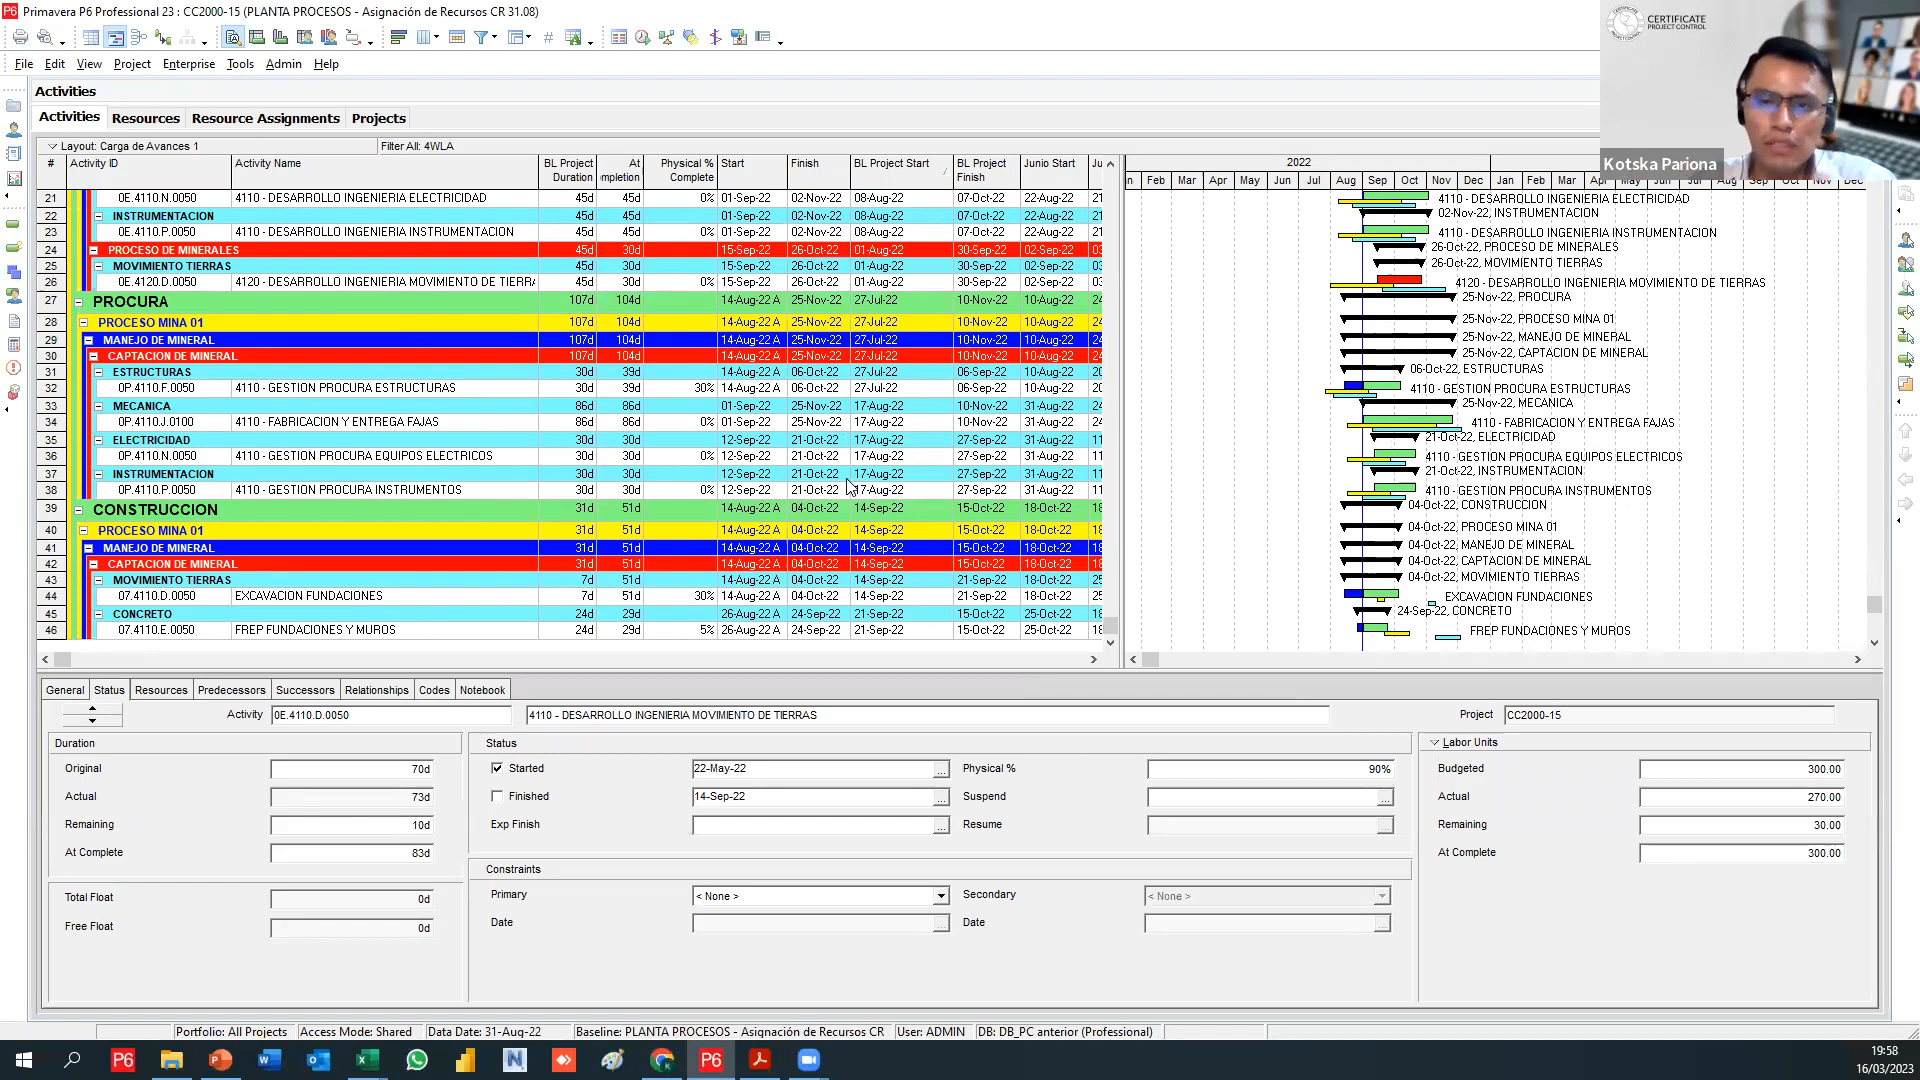 Primavera P6 Professional 23 : CC2000-15 (PLANTA PROCESOS - Asignación de Recursos CR 31.08)
File Edit View Project Enterprise Tools Admin Help
CERTIFICATE
PROJECT CONTROL
Kotska Pariona
Activities
Activities Resources Resource Assignments Projects
Layout: Carga de Avances 1 Filter All: 4WLA
# Activity ID Activity Name BL Project Duration At mpletion Physical % Complete Start Finish BL Project Start BL Project Finish Junio Start Ju
2022
Feb Mar Apr May Jun Jul Aug Sep Oct Nov Dec Jan Feb Mar
21 0E.4110.N.0050 4110 - DESARROLLO INGENIERIA ELECTRICIDAD 45d 45d 0% 01-Sep-22 02-Nov-22 08-Aug-22 07-Oct-22 22-Aug-22 21
22 INSTRUMENTACION 45d 45d 01-Sep-22 02-Nov-22 08-Aug-22 07-Oct-22 22-Aug-22 21
23 0E.4110.P.0050 4110 - DESARROLLO INGENIERIA INSTRUMENTACION 45d 45d 0% 01-Sep-22 02-Nov-22 08-Aug-22 07-Oct-22 22-Aug-22 21
24 PROCESO DE MINERALES 45d 30d 15-Sep-22 26-Oct-22 01-Aug-22 30-Sep-22 02-Sep-22 03
25 MOVIMIENTO TIERRAS 45d 30d 15-Sep-22 26-Oct-22 01-Aug-22 30-Sep-22 02-Sep-22 03
26 0E.4120.D.0050 4120 - DESARROLLO INGENIERIA MOVIMIENTO DE TIERR 45d 30d 0% 15-Sep-22 26-Oct-22 01-Aug-22 30-Sep-22 02-Sep-22 03
27 PROCURA 107d 104d 14-Aug-22 A 25-Nov-22 27-Jul-22 10-Nov-22 10-Aug-22 24
28 PROCESO MINA 01 107d 104d 14-Aug-22 A 25-Nov-22 27-Jul-22 10-Nov-22 10-Aug-22 24
29 MANEJO DE MINERAL 107d 104d 14-Aug-22 A 25-Nov-22 27-Jul-22 10-Nov-22 10-Aug-22 24
30 CAPTACION DE MINERAL 107d 104d 14-Aug-22 A 25-Nov-22 27-Jul-22 10-Nov-22 10-Aug-22 24
31 ESTRUCTURAS 30d 39d 14-Aug-22 A 06-Oct-22 27-Jul-22 06-Sep-22 10-Aug-22 20
32 0P.4110.F.0050 4110 - GESTION PROCURA ESTRUCTURAS 30d 39d 30% 14-Aug-22 A 06-Oct-22 27-Jul-22 06-Sep-22 10-Aug-22 20
33 MECANICA 86d 86d 01-Sep-22 25-Nov-22 17-Aug-22 10-Nov-22 31-Aug-22 24
34 0P.4110.J.0100 4110 - FABRICACION Y ENTREGA FAJAS 86d 86d 0% 01-Sep-22 25-Nov-22 17-Aug-22 10-Nov-22 31-Aug-22 24
35 ELECTRICIDAD 30d 30d 12-Sep-22 21-Oct-22 17-Aug-22 27-Sep-22 31-Aug-22 11
36 0P.4110.N.0050 4110 - GESTION PROCURA EQUIPOS ELECTRICOS 30d 30d 0% 12-Sep-22 21-Oct-22 17-Aug-22 27-Sep-22 31-Aug-22 11
37 INSTRUMENTACION 30d 30d 12-Sep-22 21-Oct-22 17-Aug-22 27-Sep-22 31-Aug-22 11
38 0P.4110.P.0050 4110 - GESTION PROCURA INSTRUMENTOS 30d 30d 0% 12-Sep-22 21-Oct-22 17-Aug-22 27-Sep-22 31-Aug-22 11
39 CONSTRUCCION 31d 51d 14-Aug-22 A 04-Oct-22 14-Sep-22 15-Oct-22 18-Oct-22 18
40 PROCESO MINA 01 31d 51d 14-Aug-22 A 04-Oct-22 14-Sep-22 15-Oct-22 18-Oct-22 18
41 MANEJO DE MINERAL 31d 51d 14-Aug-22 A 04-Oct-22 14-Sep-22 15-Oct-22 18-Oct-22 18
42 CAPTACION DE MINERAL 31d 51d 14-Aug-22 A 04-Oct-22 14-Sep-22 15-Oct-22 18-Oct-22 18
43 MOVIMIENTO TIERRAS 7d 51d 14-Aug-22 A 04-Oct-22 14-Sep-22 21-Sep-22 18-Oct-22 25
44 07.4110.D.0050 EXCAVACION FUNDACIONES 7d 51d 30% 14-Aug-22 A 04-Oct-22 14-Sep-22 21-Sep-22 18-Oct-22 25
45 CONCRETO 24d 29d 26-Aug-22 A 24-Sep-22 21-Sep-22 15-Oct-22 25-Oct-22 18
46 07.4110.E.0050 FREP FUNDACIONES Y MUROS 24d 29d 5% 26-Aug-22 A 24-Sep-22 21-Sep-22 15-Oct-22 25-Oct-22 18
4110 - DESARROLLO INGENIERIA ELECTRICIDAD
02-Nov-22, INSTRUMENTACION
4110 - DESARROLLO INGENIERIA INSTRUMENTACION
26-Oct-22, PROCESO DE MINERALES
26-Oct-22, MOVIMIENTO TIERRAS
4120 - DESARROLLO INGENIERIA MOVIMIENTO DE TIERRAS
25-Nov-22, PROCURA
25-Nov-22, PROCESO MINA 01
25-Nov-22, MANEJO DE MINERAL
25-Nov-22, CAPTACION DE MINERAL
06-Oct-22, ESTRUCTURAS
4110 - GESTION PROCURA ESTRUCTURAS
25-Nov-22, MECANICA
4110 - FABRICACION Y ENTREGA FAJAS
21-Oct-22, ELECTRICIDAD
4110 - GESTION PROCURA EQUIPOS ELECTRICOS
21-Oct-22, INSTRUMENTACION
4110 - GESTION PROCURA INSTRUMENTOS
04-Oct-22, CONSTRUCCION
04-Oct-22, PROCESO MINA 01
04-Oct-22, MANEJO DE MINERAL
04-Oct-22, CAPTACION DE MINERAL
04-Oct-22, MOVIMIENTO TIERRAS
EXCAVACION FUNDACIONES
24-Sep-22, CONCRETO
FREP FUNDACIONES Y MUROS
General Status Resources Predecessors Successors Relationships Codes Notebook
Activity 0E.4110.D.0050 4110 - DESARROLLO INGENIERIA MOVIMIENTO DE TIERRAS Project CC2000-15
Duration
Original 70d
Actual 73d
Remaining 10d
At Complete 83d
Total Float 0d
Free Float 0d
Status
Started 22-May-22 Physical % 90%
Finished 14-Sep-22 Suspend
Exp Finish Resume
Constraints
Primary < None > Secondary < None >
Date Date
Labor Units
Budgeted 300.00
Actual 270.00
Remaining 30.00
At Complete 300.00
Portfolio: All Projects Access Mode: Shared Data Date: 31-Aug-22 Baseline: PLANTA PROCESOS - Asignación de Recursos CR User: ADMIN DB: DB_PC anterior (Professional)
19:58
16/03/2023